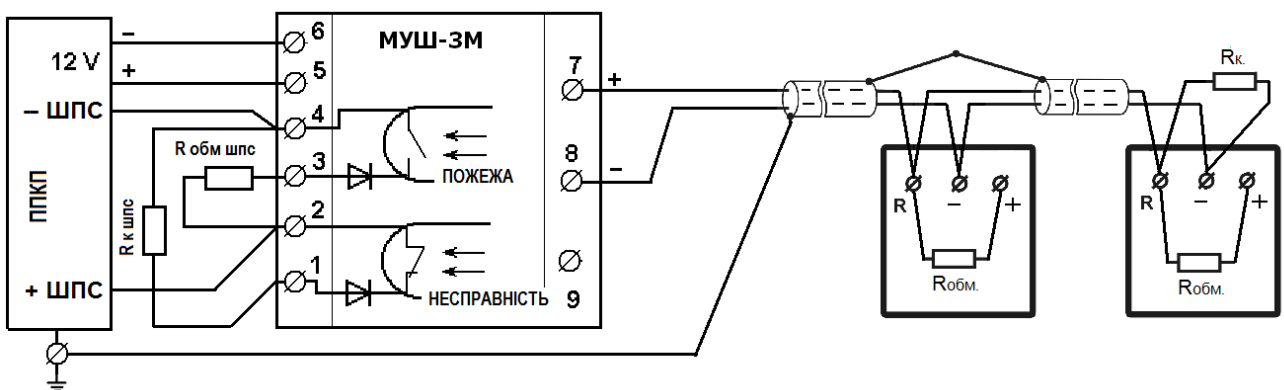 ППКП
12 V
– ШПС
+ ШПС
–
+
R обм шпс
R к шпс
МУШ-3М
6
5
4
3
2
1
ПОЖЕЖА
НЕСПРАВНІСТЬ
7
8
9
+
–
R
–
+
Rобм.
Rк.
R
–
+
Rобм.